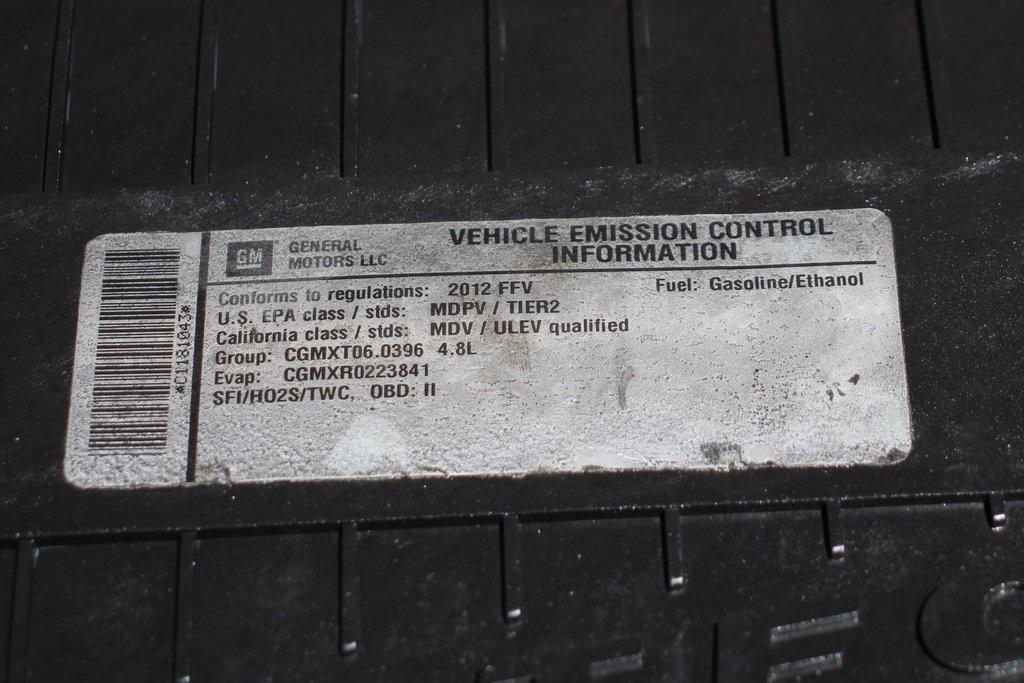 GM
GENERAL
MOTORS LLC
VEHICLE EMISSION CONTROL
INFORMATION
Conforms to regulations: 2012 FFV
Fuel: Gasoline/Ethanol
U.S. EPA class / stds: MDPV / TIER2
California class / stds: MDV / ULEV qualified
Group: CGMXT06.0396 4.8L
Evap: CGMXR0223841
SFI/HO2S/TWC, OBD: II
*C1181043*